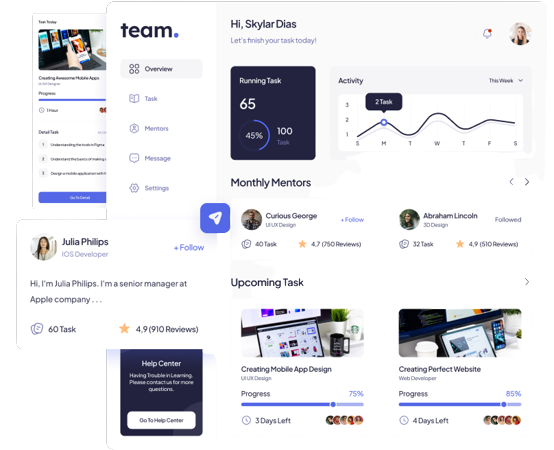 Task Today
Creating Awesome Mobile Apps
UI UX Design
Progress
1 Hour
Detail Task
1 Understanding the tools in Figma
2 Understand the basics of making
3 Design a mobile application with
Go To Detail
team.
Overview
Task
Mentors
Message
Settings
Hi, Skylar Dias
Let's finish your task today!
Running Task
65
45%
100
Task
Activity
This Week
2 Task
3
2
1
S M T W T F S
Monthly Mentors
Curious George
UI UX Design
+ Follow
40 Task
4,7 (750 Reviews)
Abraham Lincoln
3D Design
Followed
32 Task
4,9 (510 Reviews)
Julia Philips
IOS Developer
+ Follow
Hi, I'm Julia Philips. I'm a senior manager at
Apple company . . .
60 Task
4,9 (910 Reviews)
Upcoming Task
Creating Mobile App Design
UI UX Design
Progress 75%
3 Days Left
Creating Perfect Website
Web Developer
Progress 85%
4 Days Left
Help Center
Having Trouble in Learning.
Please contact us for more
questions.
Go To Help Center